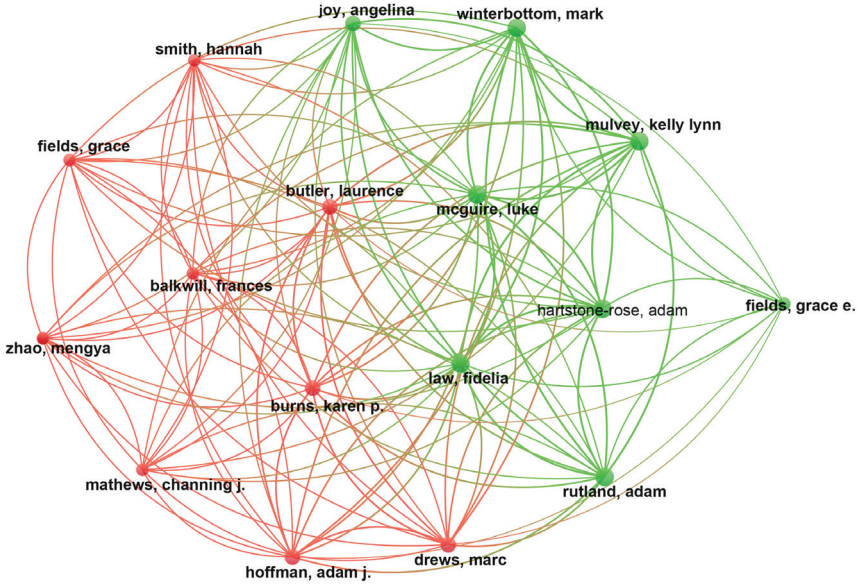 joy, angelina
winterbottom, mark
smith, hannah
mulvey, kelly lynn
fields, grace
butler, laurence
mcguire, luke
balkwill, frances
hartstone-rose, adam
fields, grace e.
zhao, mengya
law, fidelia
burns, karen p.
mathews, channing j.
rutland, adam
drews, marc
hoffman, adam j.